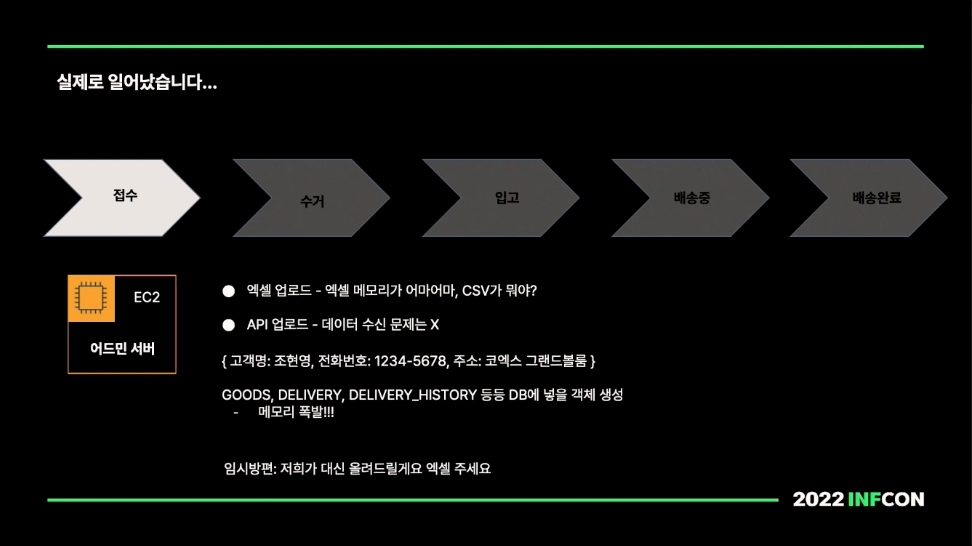 실제로 일어났습니다...
접수
수거
입고
배송중
배송완료
EC2
어드민 서버
● 엑셀 업로드 - 엑셀 메모리가 어마어마, CSV가 뭐야?
● API 업로드 - 데이터 수신 문제는 X
{ 고객명: 조현영, 전화번호: 1234-5678, 주소: 코엑스 그랜드볼룸 }
GOODS, DELIVERY, DELIVERY_HISTORY 등등 DB에 넣을 객체 생성
- 메모리 폭발!!!
임시방편: 저희가 대신 올려드릴게요 엑셀 주세요
2022 INFCON